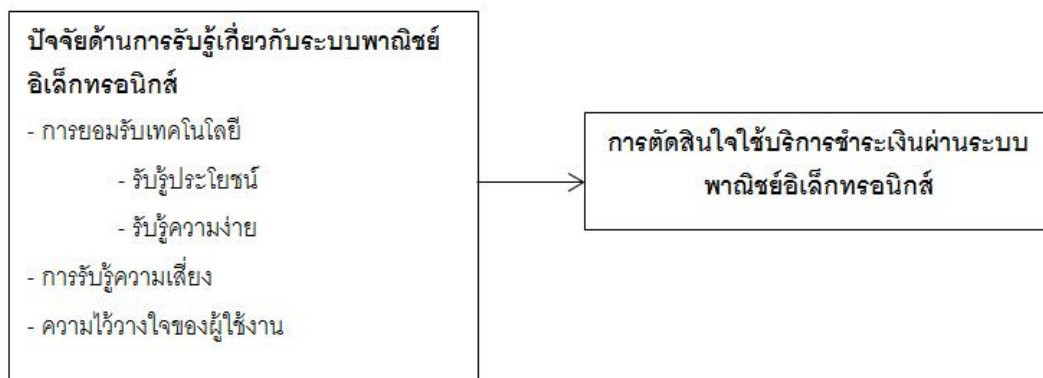 ปัจจัยด้านการรับรู้เกี่ยวกับระบบพาณิชย์
อิเล็กทรอนิกส์
- การยอมรับเทคโนโลยี
- รับรู้ประโยชน์
- รับรู้ความง่าย
- การรับรู้ความเสี่ยง
- ความไว้วางใจของผู้ใช้งาน
การตัดสินใจใช้บริการชำระเงินผ่านระบบ
พาณิชย์อิเล็กทรอนิกส์